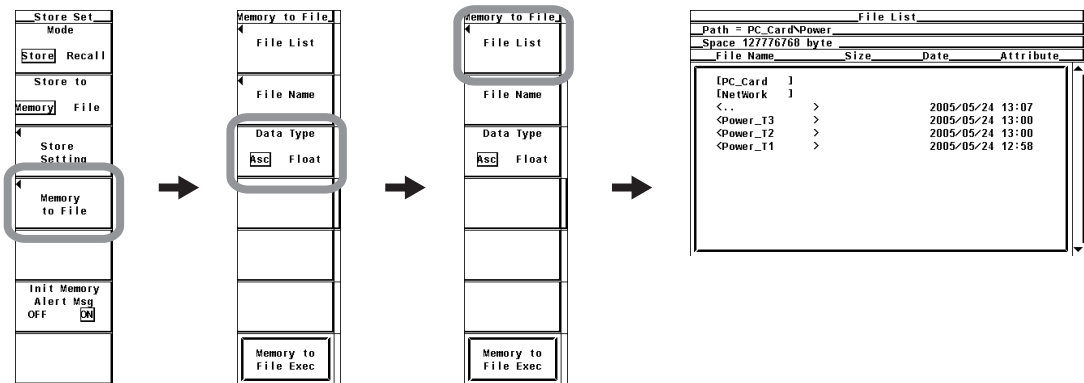 Store Set
Mode
Store Recall
Store to
Memory File
Store
Setting
Memory
to File
Init Memory
Alert Msg
OFF ON
Memory to File
File List
File Name
Data Type
Asc Float
Memory to
File Exec
Memory to File
File List
File Name
Data Type
Asc Float
Memory to
File Exec
File List
Path = PC_Card\Power
Space 127776768 byte
File Name Size Date Attribute
[PC_Card ]
[NetWork ]
<.. > 2005/05/24 13:07
<Power_T3 > 2005/05/24 13:00
<Power_T2 > 2005/05/24 13:00
<Power_T1 > 2005/05/24 12:58